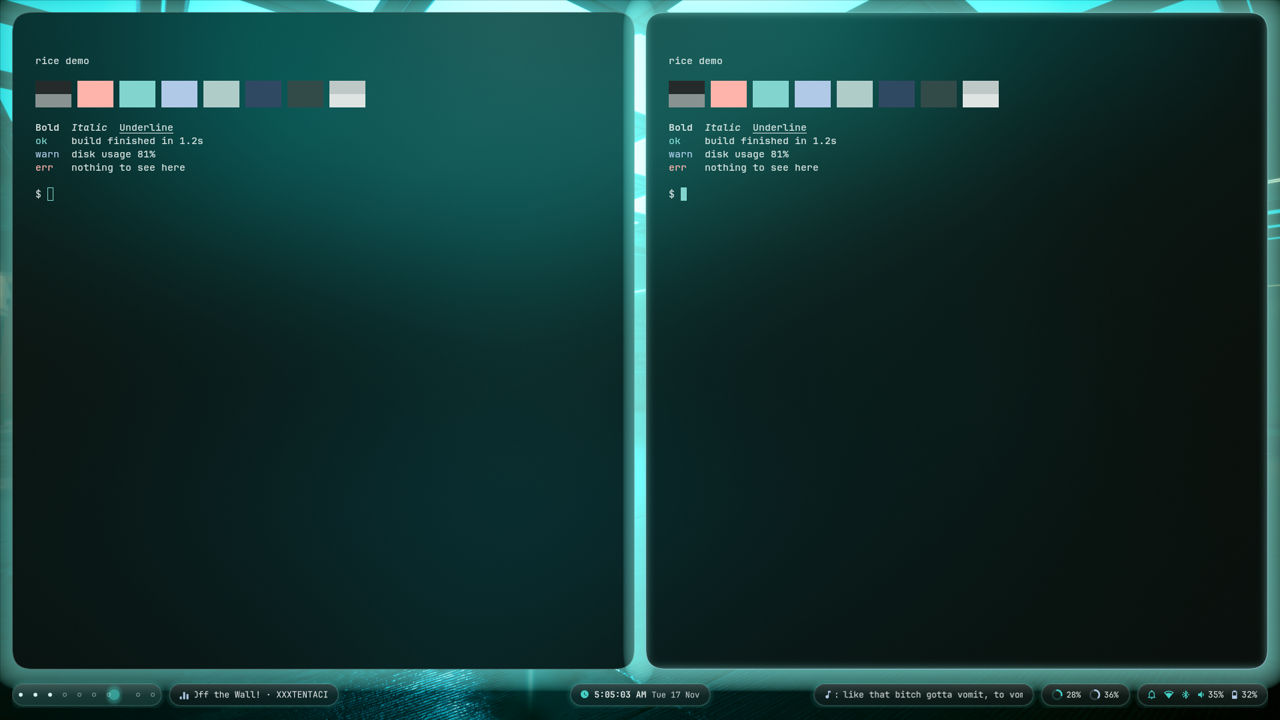 rice demo
Bold Italic Underline
ok build finished in 1.2s
warn disk usage 81%
err nothing to see here
$
rice demo
Bold Italic Underline
ok build finished in 1.2s
warn disk usage 81%
err nothing to see here
$
Off the Wall! · XXXTENTACI
5:05:03 AM Tue 17 Nov
: like that bitch gotta vomit, to vom
28% 36%
35% 32%